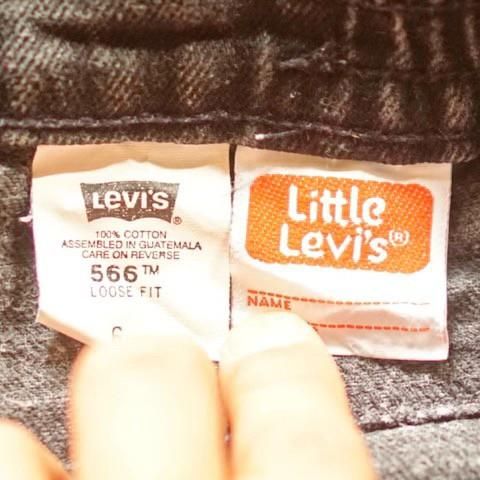 Levi's ®
100% COTTON
ASSEMBLED IN GUATEMALA
CARE ON REVERSE
566™
LOOSE FIT
Little
Levi's®
NAME